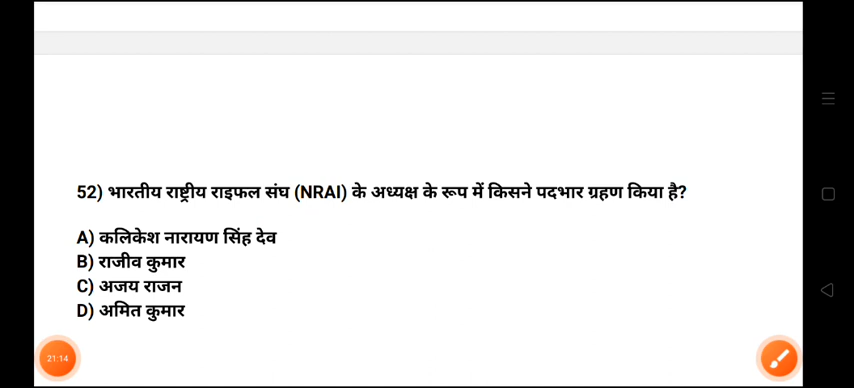 52) भारतीय राष्ट्रीय राइफल संघ (NRAI) के अध्यक्ष के रूप में किसने पदभार ग्रहण किया है?
A) कलिकेश नारायण सिंह देव
B) राजीव कुमार
C) अजय राजन
D) अमित कुमार
21:14